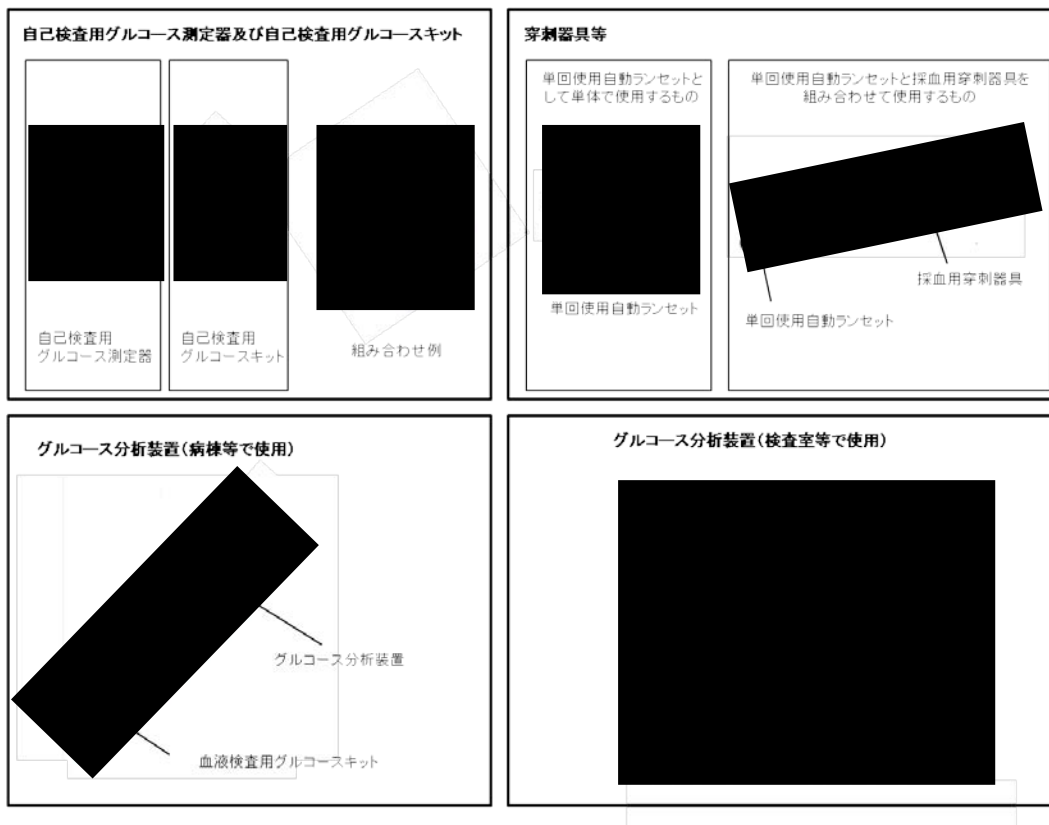 自己検査用グルコース測定器及び自己検査用グルコースキット
自己検査用
グルコース測定器
自己検査用
グルコースキット
組み合わせ例
穿刺器具等
単回使用自動ランセットと
して単体で使用するもの
単回使用自動ランセット
単回使用自動ランセットと採血用穿刺器具を
組み合わせて使用するもの
採血用穿刺器具
単回使用自動ランセット
グルコース分析装置(病棟等で使用)
グルコース分析装置
血液検査用グルコースキット
グルコース分析装置(検査室等で使用)